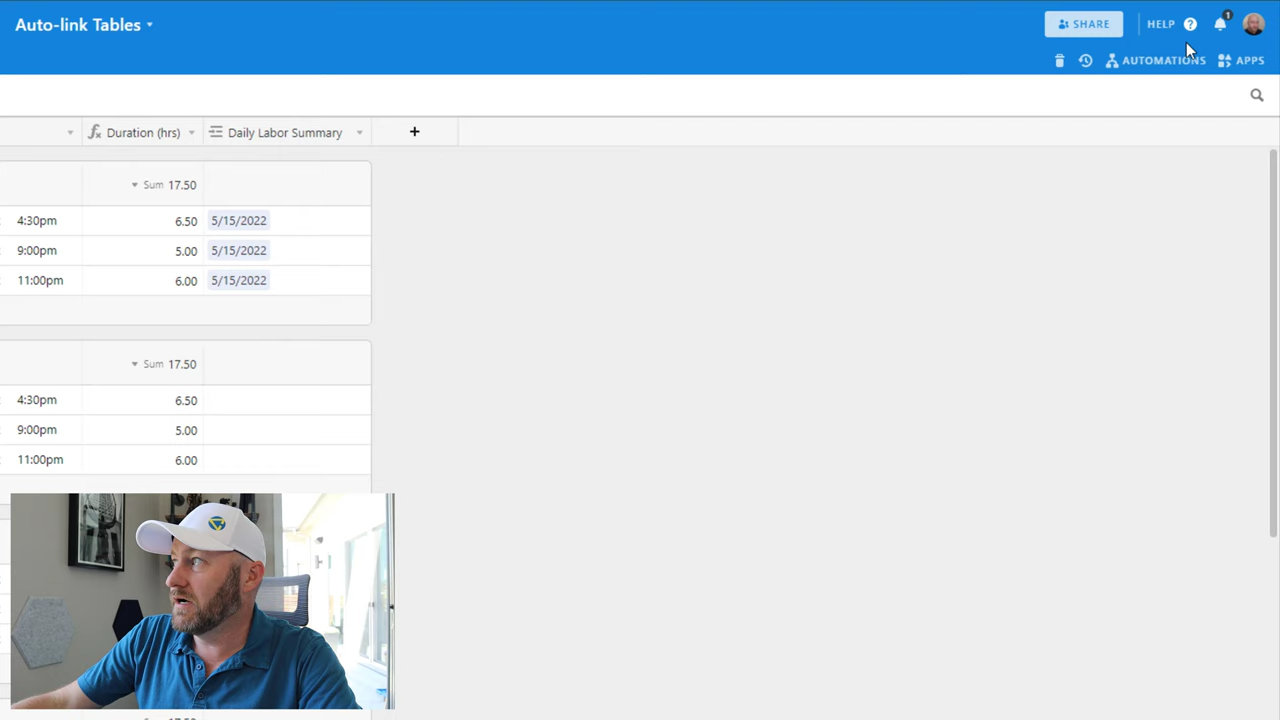 Auto-link Tables
SHARE
HELP ?
1
AUTOMATIONS
APPS
Duration (hrs)
Daily Labor Summary
+
Sum 17.50
4:30pm 6.50 5/15/2022
9:00pm 5.00 5/15/2022
11:00pm 6.00 5/15/2022
Sum 17.50
4:30pm 6.50
9:00pm 5.00
11:00pm 6.00